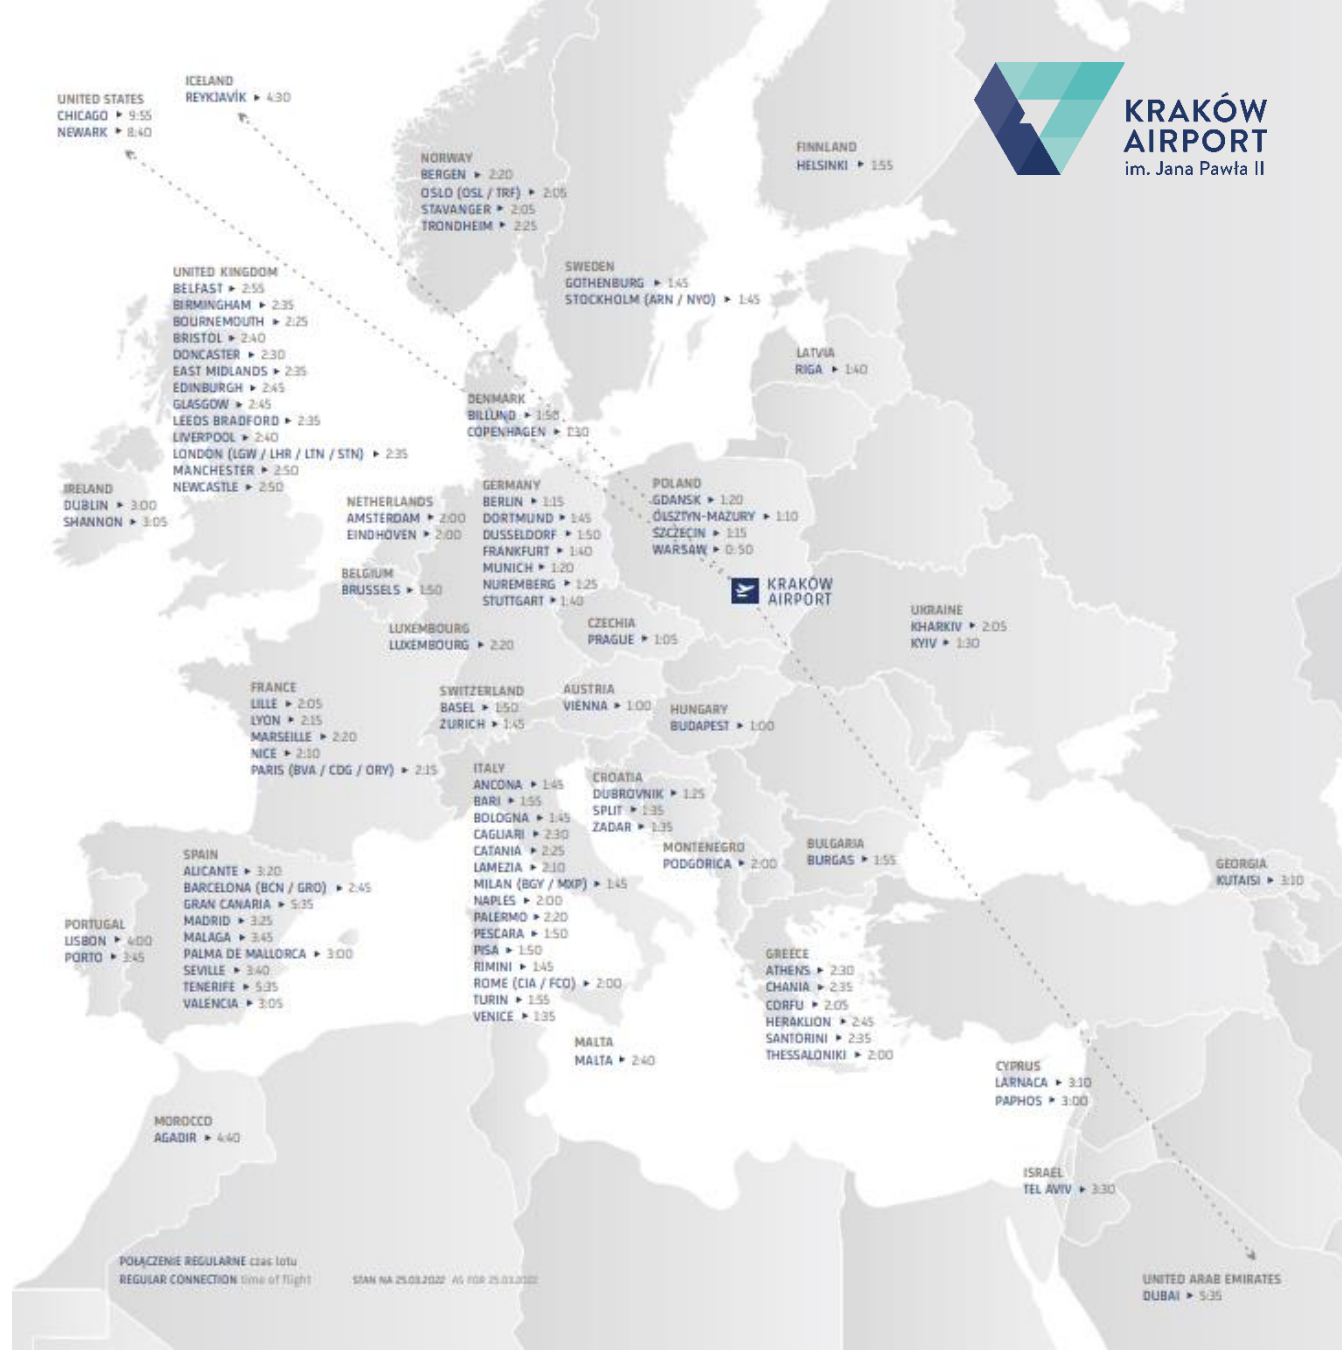 KRAKÓW
AIRPORT
im. Jana Pawła II
UNITED STATES
CHICAGO ▸ 9:55
NEWARK ▸ 8:40
ICELAND
REYKJAVÍK ▸ 4:30
NORWAY
BERGEN ▸ 2:20
OSLO (OSL / TRF) ▸ 2:05
STAVANGER ▸ 2:05
TRONDHEIM ▸ 2:25
FINNLAND
HELSINKI ▸ 1:55
SWEDEN
GOTHENBURG ▸ 1:45
STOCKHOLM (ARN / NYO) ▸ 1:45
UNITED KINGDOM
BELFAST ▸ 2:55
BIRMINGHAM ▸ 2:35
BOURNEMOUTH ▸ 2:25
BRISTOL ▸ 2:40
DONCASTER ▸ 2:30
EAST MIDLANDS ▸ 2:35
EDINBURGH ▸ 2:45
GLASGOW ▸ 2:45
LEEDS BRADFORD ▸ 2:35
LIVERPOOL ▸ 2:40
LONDON (LGW / LHR / LTN / STN) ▸ 2:35
MANCHESTER ▸ 2:50
NEWCASTLE ▸ 2:50
LATVIA
RIGA ▸ 1:40
DENMARK
BILLUND ▸ 1:50
COPENHAGEN ▸ 1:30
IRELAND
DUBLIN ▸ 3:00
SHANNON ▸ 3:05
NETHERLANDS
AMSTERDAM ▸ 2:00
EINDHOVEN ▸ 2:00
GERMANY
BERLIN ▸ 1:15
DORTMUND ▸ 1:45
DUSSELDORF ▸ 1:50
FRANKFURT ▸ 1:40
MUNICH ▸ 1:20
NUREMBERG ▸ 1:25
STUTTGART ▸ 1:40
POLAND
GDANSK ▸ 1:20
OLSZTYN-MAZURY ▸ 1:10
SZCZECIN ▸ 1:15
WARSAW ▸ 0:50
KRAKÓW
AIRPORT
BELGIUM
BRUSSELS ▸ 1:50
LUXEMBOURG
LUXEMBOURG ▸ 2:20
CZECHIA
PRAGUE ▸ 1:05
UKRAINE
KHARKIV ▸ 2:05
KYIV ▸ 1:30
FRANCE
LILLE ▸ 2:05
LYON ▸ 2:15
MARSEILLE ▸ 2:20
NICE ▸ 2:10
PARIS (BVA / CDG / ORY) ▸ 2:15
SWITZERLAND
BASEL ▸ 1:50
ZURICH ▸ 1:45
AUSTRIA
VIENNA ▸ 1:00
HUNGARY
BUDAPEST ▸ 1:00
ITALY
ANCONA ▸ 1:45
BARI ▸ 1:55
BOLOGNA ▸ 1:45
CAGLIARI ▸ 2:30
CATANIA ▸ 2:25
LAMEZIA ▸ 2:10
MILAN (BGY / MXP) ▸ 1:45
NAPLES ▸ 2:00
PALERMO ▸ 2:20
PESCARA ▸ 1:50
PISA ▸ 1:50
RIMINI ▸ 1:45
ROME (CIA / FCO) ▸ 2:00
TURIN ▸ 1:55
VENICE ▸ 1:35
CROATIA
DUBROVNIK ▸ 1:25
SPLIT ▸ 1:35
ZADAR ▸ 1:35
MONTENEGRO
PODGORICA ▸ 2:00
BULGARIA
BURGAS ▸ 1:55
GEORGIA
KUTAISI ▸ 3:10
SPAIN
ALICANTE ▸ 3:20
BARCELONA (BCN / GRO) ▸ 2:45
GRAN CANARIA ▸ 5:35
MADRID ▸ 3:25
MALAGA ▸ 3:45
PALMA DE MALLORCA ▸ 3:00
SEVILLE ▸ 3:40
TENERIFE ▸ 5:35
VALENCIA ▸ 3:05
PORTUGAL
LISBON ▸ 4:00
PORTO ▸ 3:45
GREECE
ATHENS ▸ 2:30
CHANIA ▸ 2:35
CORFU ▸ 2:05
HERAKLION ▸ 2:45
SANTORINI ▸ 2:35
THESSALONIKI ▸ 2:00
MALTA
MALTA ▸ 2:40
CYPRUS
LARNACA ▸ 3:10
PAPHOS ▸ 3:00
MOROCCO
AGADIR ▸ 4:40
ISRAEL
TEL AVIV ▸ 3:30
POŁĄCZENIE REGULARNE czas lotu
REGULAR CONNECTION time of flight
STAN NA 25.03.2022 AS FOR 25.03.2022
UNITED ARAB EMIRATES
DUBAI ▸ 5:35